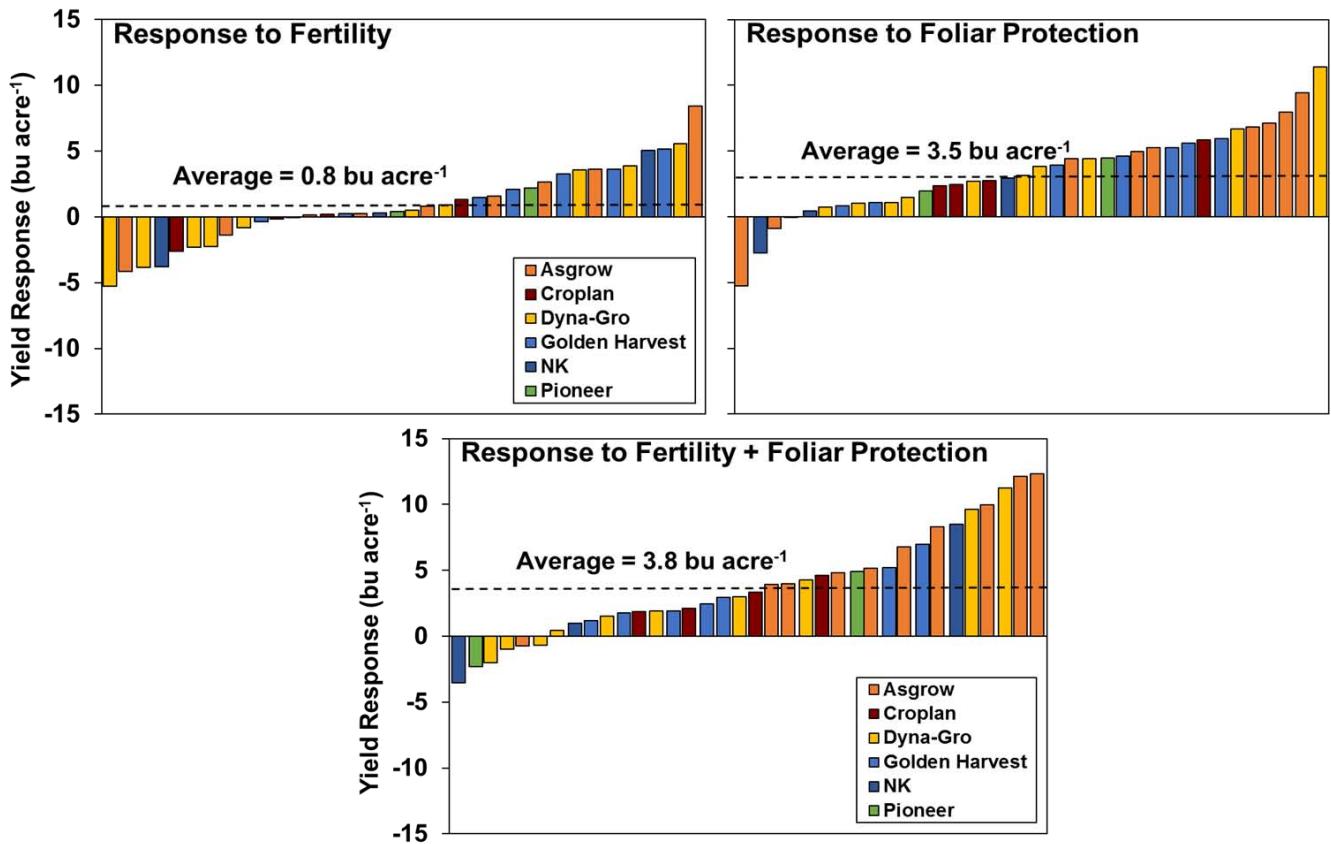 Response to Fertility
Yield Response (bu acre⁻¹)
15
10
5
0
-5
-10
-15
Average = 0.8 bu acre⁻¹
Asgrow
Croplan
Dyna-Gro
Golden Harvest
NK
Pioneer
Response to Foliar Protection
Average = 3.5 bu acre⁻¹
Response to Fertility + Foliar Protection
Yield Response (bu acre⁻¹)
15
10
5
0
-5
-10
-15
Average = 3.8 bu acre⁻¹
Asgrow
Croplan
Dyna-Gro
Golden Harvest
NK
Pioneer